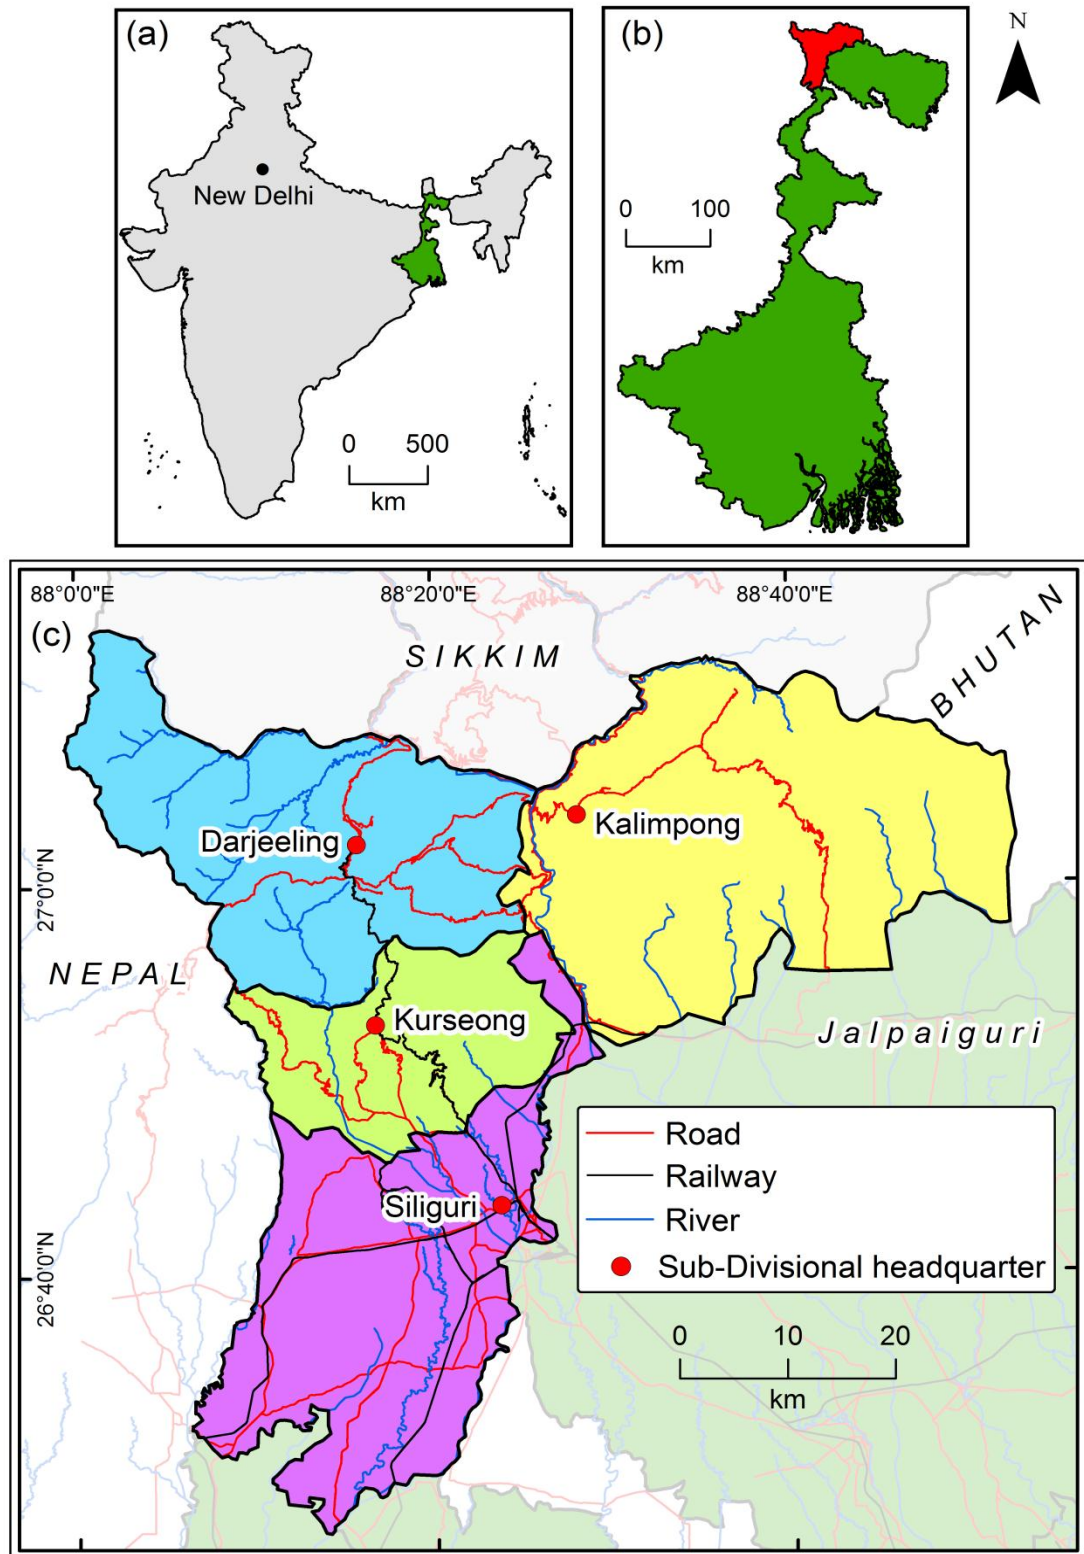 (a)
New Delhi
0 500
km
(b)
0 100
km
N
(c)
88°0'0"E
88°20'0"E
88°40'0"E
SIKKIM
BHUTAN
Kalimpong
Darjeeling
27°0'0"N
NEPAL
Kurseong
Jalpaiguri
Road
Railway
River
Sub-Divisional headquarter
Siliguri
26°40'0"N
0 10 20
km